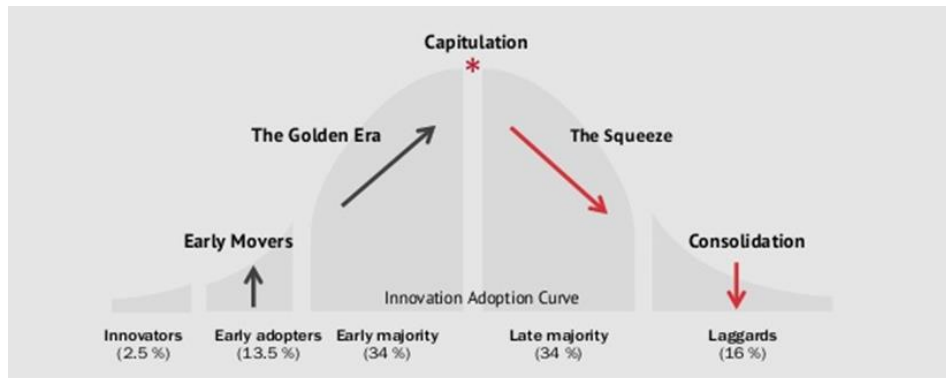 Capitulation
*
The Golden Era
The Squeeze
Early Movers
Consolidation
Innovation Adoption Curve
Innovators
(2.5 %)
Early adopters
(13.5 %)
Early majority
(34 %)
Late majority
(34 %)
Laggards
(16 %)